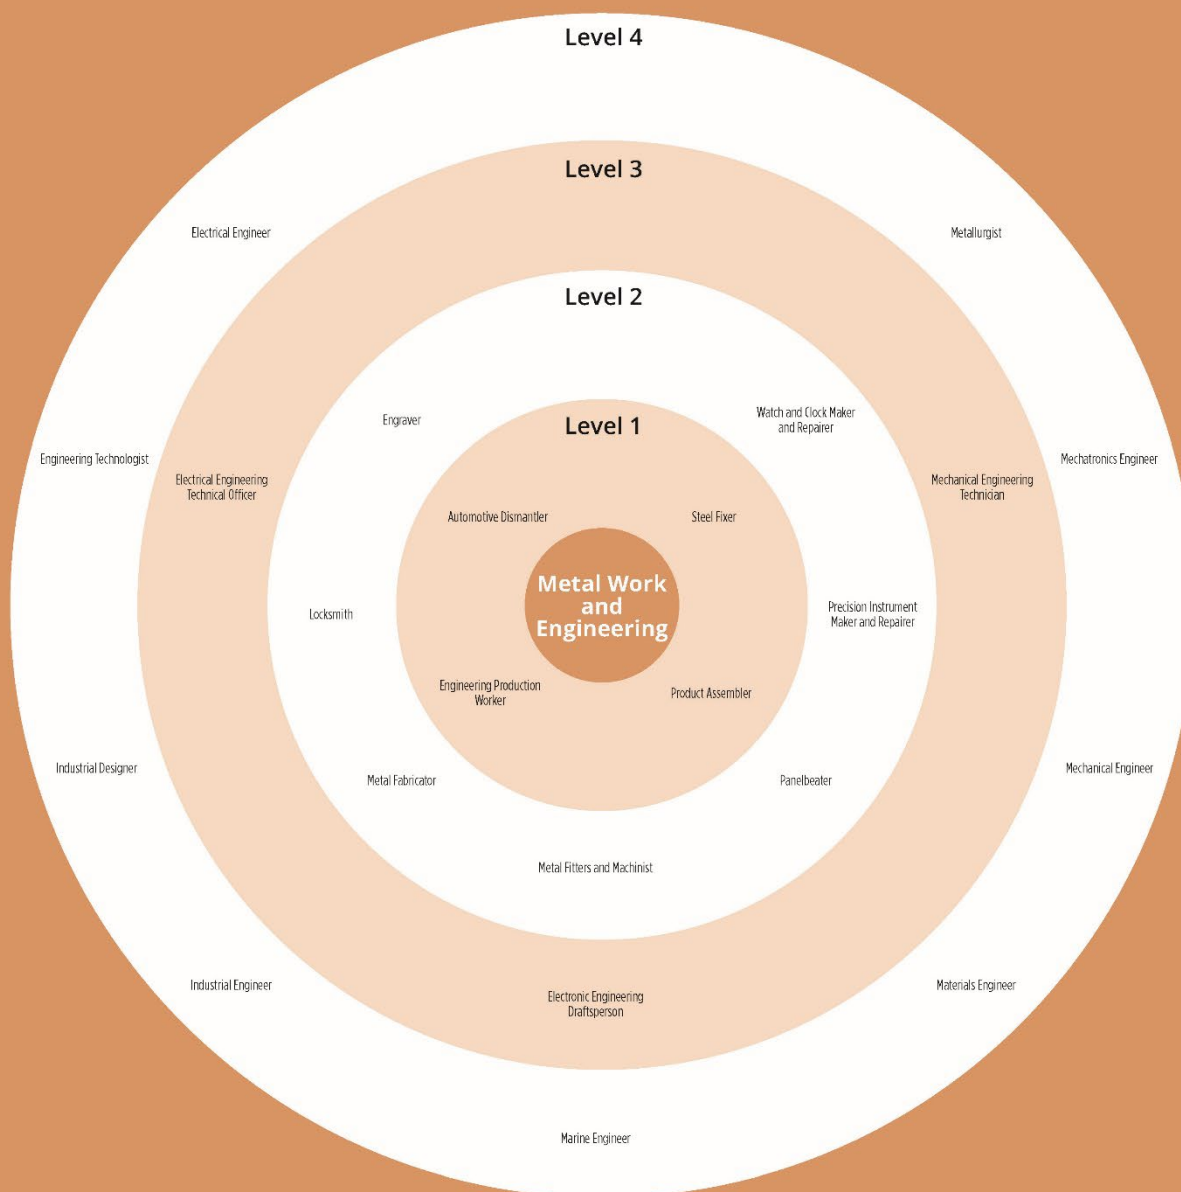 Level 4
Level 3
Electrical Engineer
Metallurgist
Level 2
Engraver
Watch and Clock Maker
and Repairer
Level 1
Engineering Technologist
Electrical Engineering
Technical Officer
Mechanical Engineering
Technician
Mechatronics Engineer
Automotive Dismantler
Steel Fixer
Metal Work
and
Engineering
Locksmith
Precision Instrument
Maker and Repairer
Engineering Production
Worker
Product Assembler
Industrial Designer
Metal Fabricator
Panelbeater
Mechanical Engineer
Metal Fitters and Machinist
Industrial Engineer
Electronic Engineering
Draftsperson
Materials Engineer
Marine Engineer